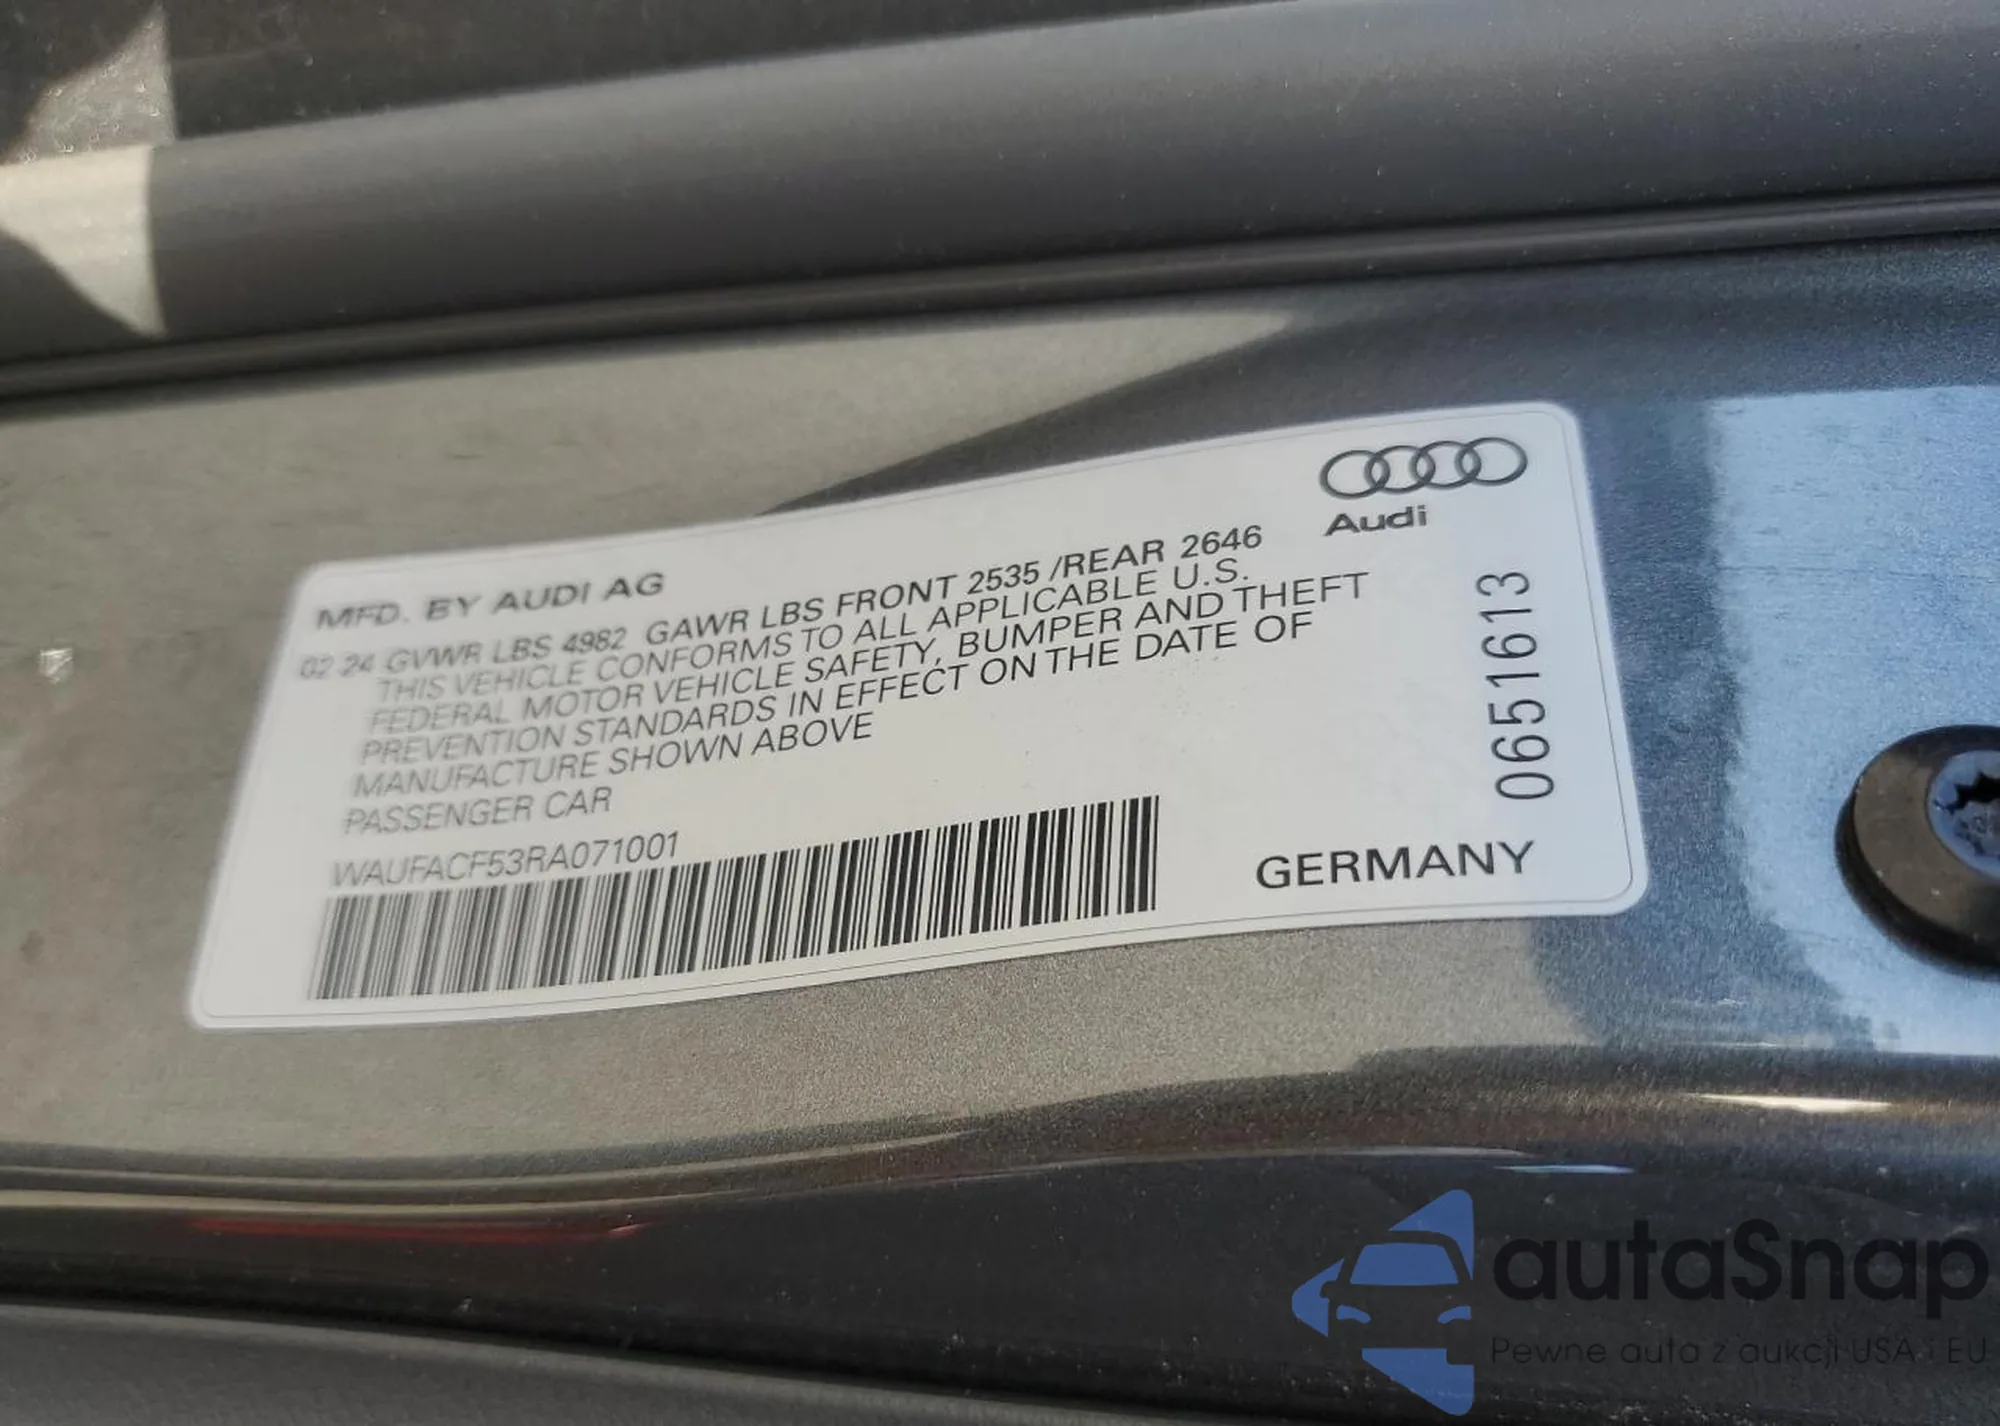 Audi
MFD. BY AUDI AG
02 24 GVWR LBS 4982 GAWR LBS FRONT 2535 /REAR 2646
THIS VEHICLE CONFORMS TO ALL APPLICABLE U.S.
FEDERAL MOTOR VEHICLE SAFETY, BUMPER AND THEFT
PREVENTION STANDARDS IN EFFECT ON THE DATE OF
MANUFACTURE SHOWN ABOVE
PASSENGER CAR
WAUFACF53RA071001
GERMANY
0651613
autaSnap
Pewne auta z aukcji USA i EU